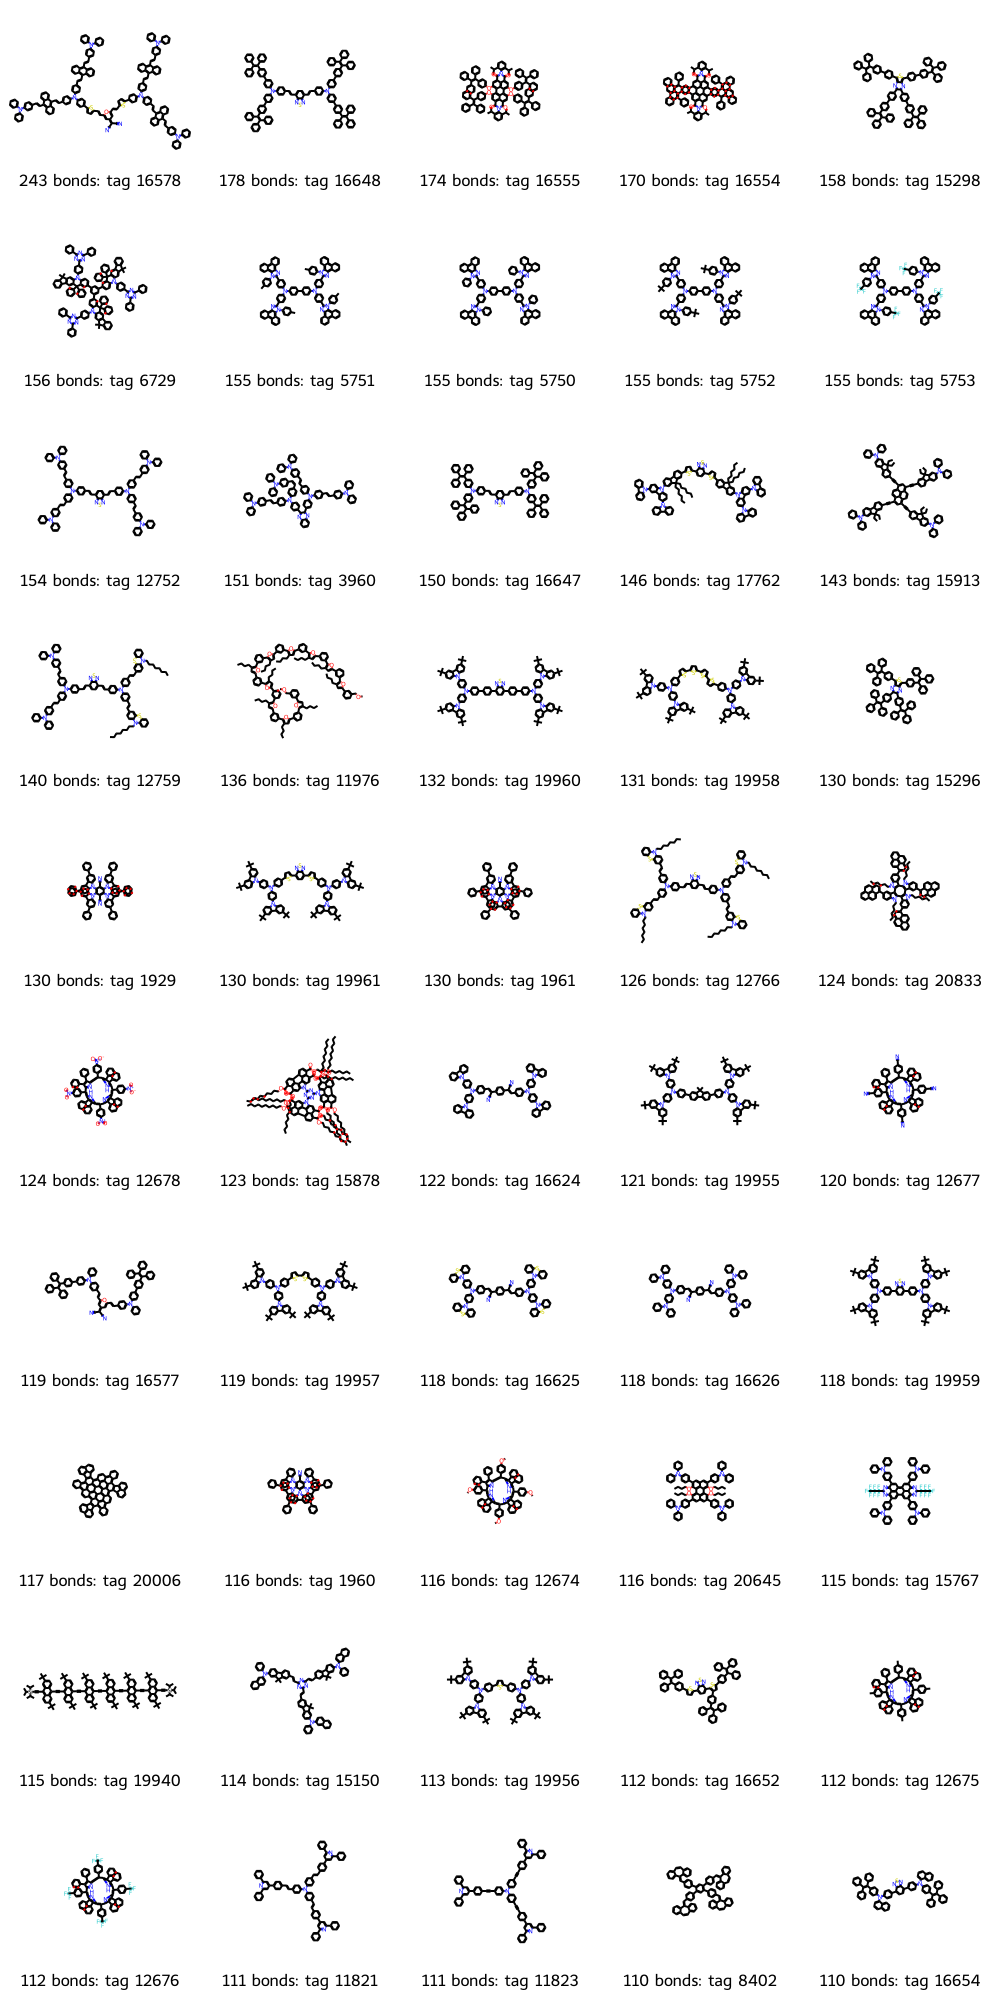 243 bonds: tag 16578
178 bonds: tag 16648
174 bonds: tag 16555
170 bonds: tag 16554
158 bonds: tag 15298
156 bonds: tag 6729
155 bonds: tag 5751
155 bonds: tag 5750
155 bonds: tag 5752
155 bonds: tag 5753
154 bonds: tag 12752
151 bonds: tag 3960
150 bonds: tag 16647
146 bonds: tag 17762
143 bonds: tag 15913
140 bonds: tag 12759
136 bonds: tag 11976
132 bonds: tag 19960
131 bonds: tag 19958
130 bonds: tag 15296
130 bonds: tag 1929
130 bonds: tag 19961
130 bonds: tag 1961
126 bonds: tag 12766
124 bonds: tag 20833
124 bonds: tag 12678
123 bonds: tag 15878
122 bonds: tag 16624
121 bonds: tag 19955
120 bonds: tag 12677
119 bonds: tag 16577
119 bonds: tag 19957
118 bonds: tag 16625
118 bonds: tag 16626
118 bonds: tag 19959
117 bonds: tag 20006
116 bonds: tag 1960
116 bonds: tag 12674
116 bonds: tag 20645
115 bonds: tag 15767
115 bonds: tag 19940
114 bonds: tag 15150
113 bonds: tag 19956
112 bonds: tag 16652
112 bonds: tag 12675
112 bonds: tag 12676
111 bonds: tag 11821
111 bonds: tag 11823
110 bonds: tag 8402
110 bonds: tag 16654